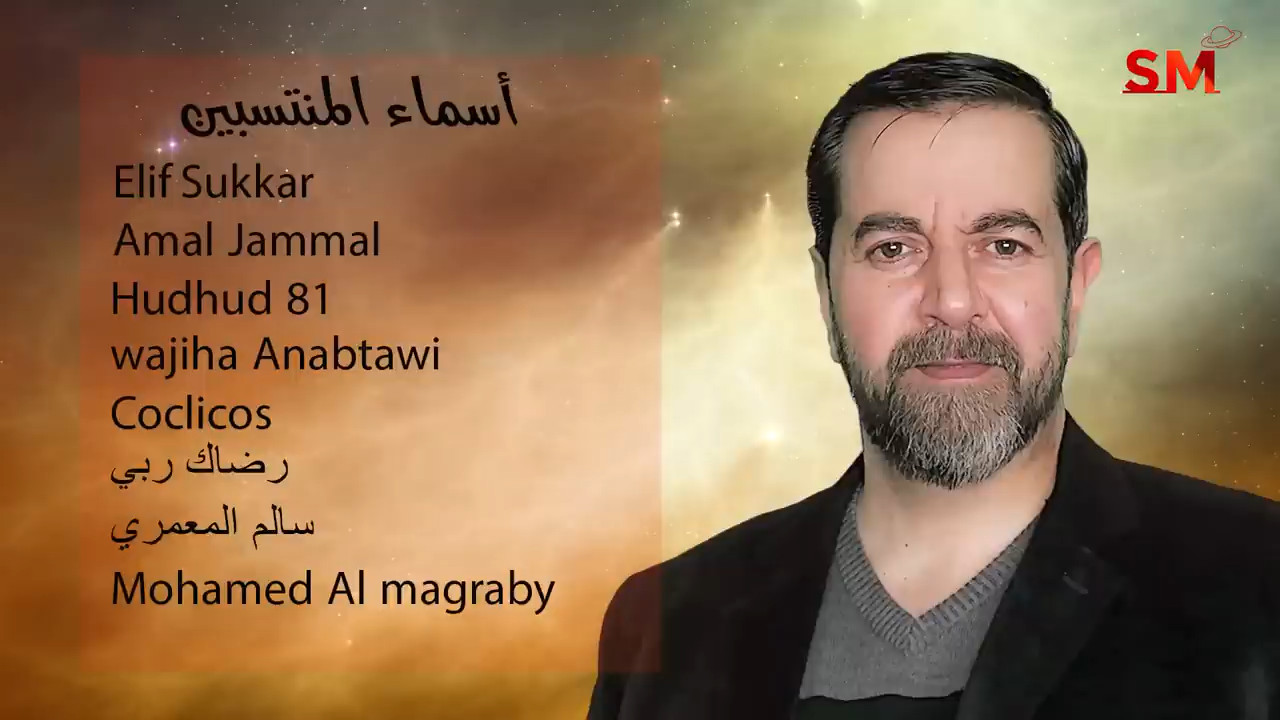 SM
أسماء المنتسبين
Elif Sukkar
Amal Jammal
Hudhud 81
wajiha Anabtawi
Coclicos
رضاك ربي
سالم المعمري
Mohamed Al magraby